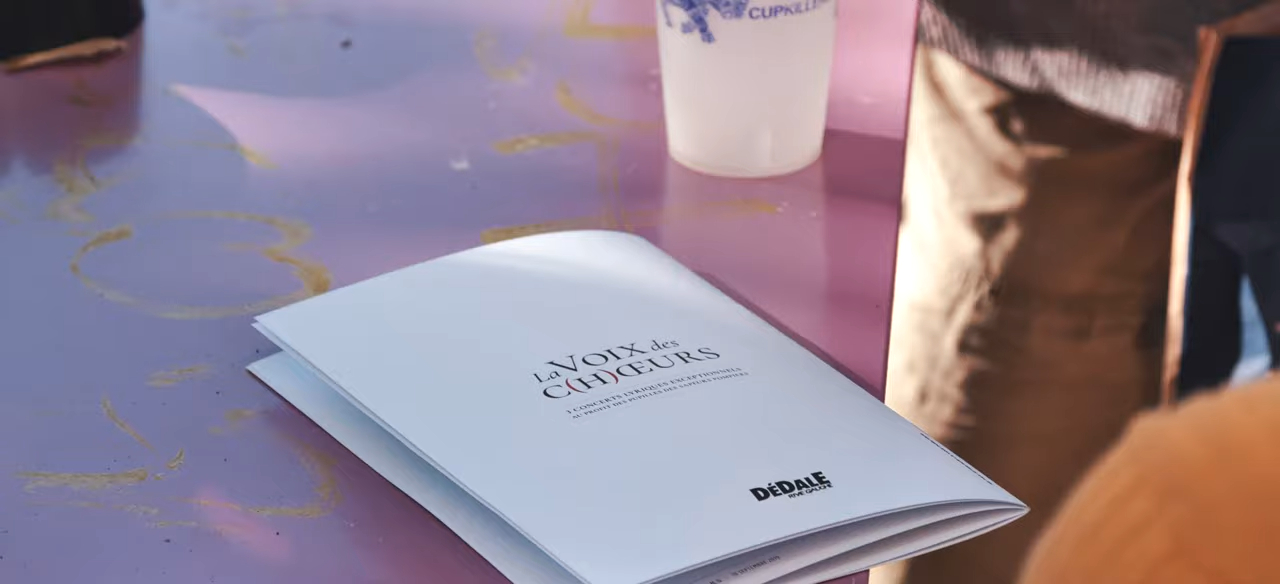 CUPKILLER
La VOIX des
C(H)ŒURS
3 CONCERTS LYRIQUES EXCEPTIONNELS
AU PROFIT DES PUPILLES DES SAPEURS POMPIERS
DÉDALE
RIVE GAUCHE
SEPTEMBRE